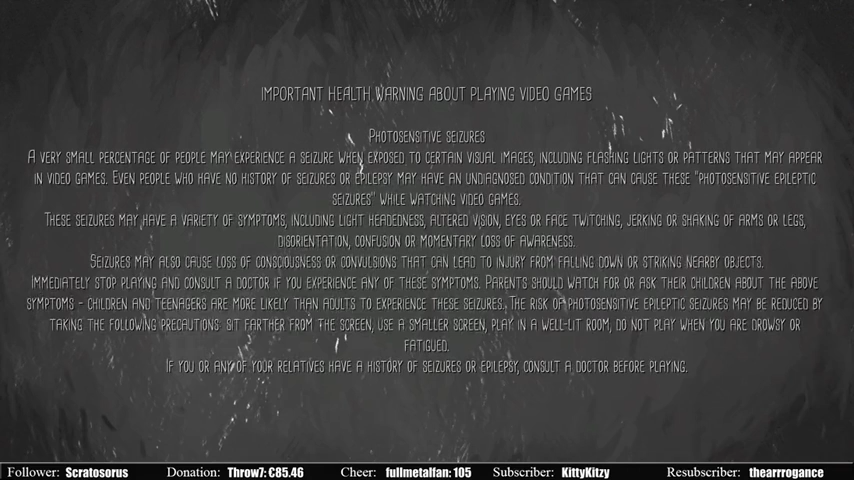 IMPORTANT HEALTH WARNING ABOUT PLAYING VIDEO GAMES
PHOTOSENSITIVE SEIZURES
A VERY SMALL PERCENTAGE OF PEOPLE MAY EXPERIENCE A SEIZURE WHEN EXPOSED TO CERTAIN VISUAL IMAGES, INCLUDING FLASHING LIGHTS OR PATTERNS THAT MAY APPEAR
IN VIDEO GAMES. EVEN PEOPLE WHO HAVE NO HISTORY OF SEIZURES OR EPILEPSY MAY HAVE AN UNDIAGNOSED CONDITION THAT CAN CAUSE THESE "PHOTOSENSITIVE EPILEPTIC
SEIZURES" WHILE WATCHING VIDEO GAMES.
THESE SEIZURES MAY HAVE A VARIETY OF SYMPTOMS, INCLUDING LIGHT HEADEDNESS, ALTERED VISION, EYES OR FACE TWITCHING, JERKING OR SHAKING OF ARMS OR LEGS,
DISORIENTATION, CONFUSION OR MOMENTARY LOSS OF AWARENESS.
SEIZURES MAY ALSO CAUSE LOSS OF CONSCIOUSNESS OR CONVULSIONS THAT CAN LEAD TO INJURY FROM FALLING DOWN OR STRIKING NEARBY OBJECTS.
IMMEDIATELY STOP PLAYING AND CONSULT A DOCTOR IF YOU EXPERIENCE ANY OF THESE SYMPTOMS. PARENTS SHOULD WATCH FOR OR ASK THEIR CHILDREN ABOUT THE ABOVE
SYMPTOMS - CHILDREN AND TEENAGERS ARE MORE LIKELY THAN ADULTS TO EXPERIENCE THESE SEIZURES. THE RISK OF PHOTOSENSITIVE EPILEPTIC SEIZURES MAY BE REDUCED BY
TAKING THE FOLLOWING PRECAUTIONS: SIT FARTHER FROM THE SCREEN, USE A SMALLER SCREEN, PLAY IN A WELL-LIT ROOM, DO NOT PLAY WHEN YOU ARE DROWSY OR
FATIGUED.
IF YOU OR ANY OF YOUR RELATIVES HAVE A HISTORY OF SEIZURES OR EPILEPSY, CONSULT A DOCTOR BEFORE PLAYING.
Follower: Scratosorus Donation: Throw7: €85.46 Cheer: fullmetalfan: 105 Subscriber: KittyKitzy Resubscriber: thearrrogance